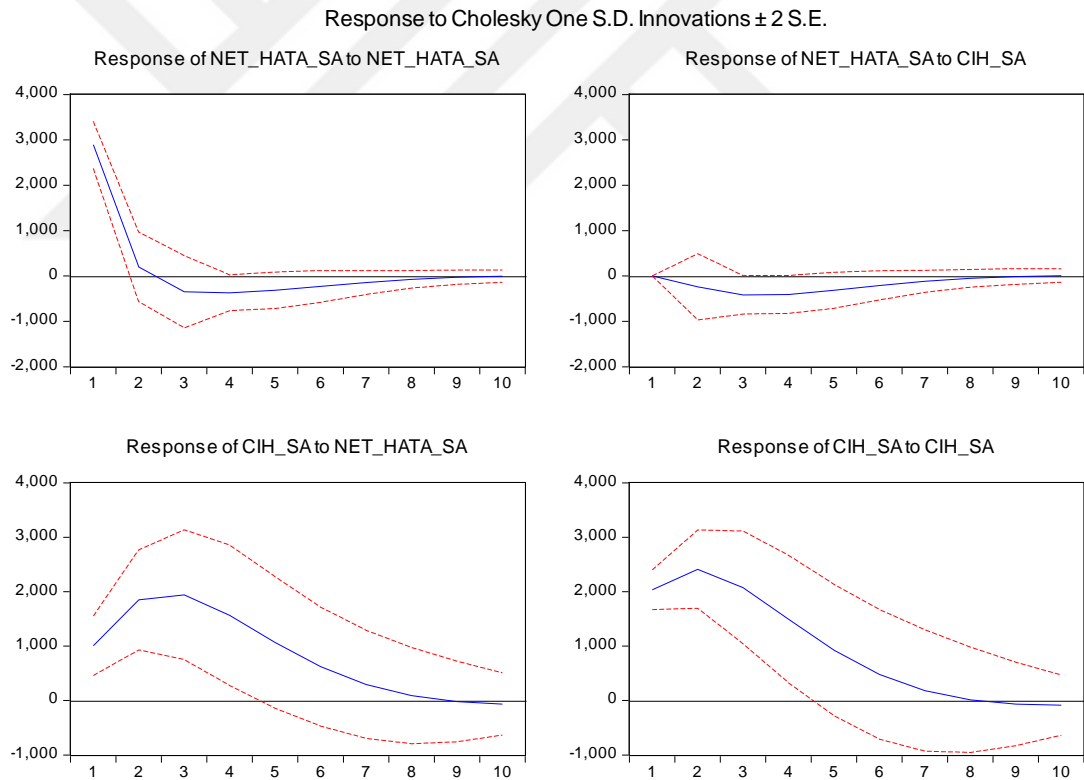 Response to Cholesky One S.D. Innovations ± 2 S.E.
Response of NET_HATA_SA to NET_HATA_SA
4,000
3,000
2,000
1,000
0
-1,000
-2,000
1 2 3 4 5 6 7 8 9 10
Response of NET_HATA_SA to CIH_SA
4,000
3,000
2,000
1,000
0
-1,000
-2,000
1 2 3 4 5 6 7 8 9 10
Response of CIH_SA to NET_HATA_SA
4,000
3,000
2,000
1,000
0
-1,000
1 2 3 4 5 6 7 8 9 10
Response of CIH_SA to CIH_SA
4,000
3,000
2,000
1,000
0
-1,000
1 2 3 4 5 6 7 8 9 10